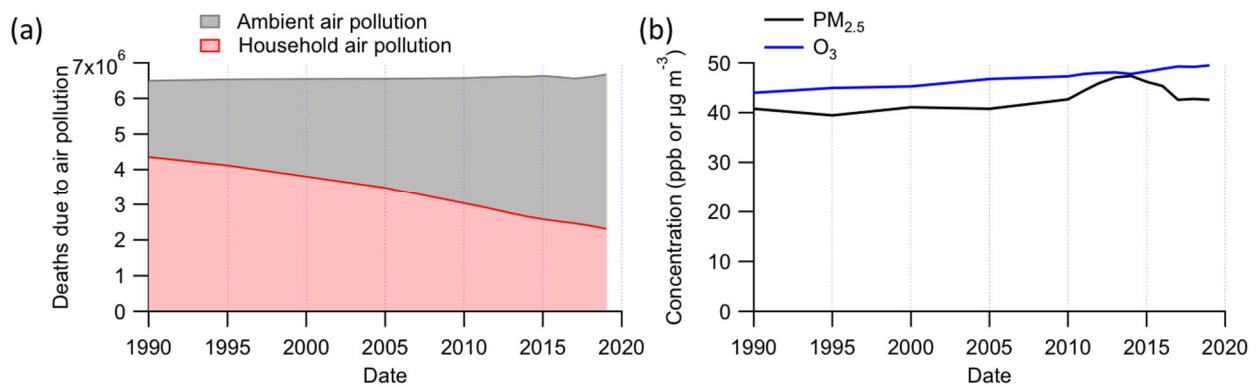 (a)
Ambient air pollution
Household air pollution
Deaths due to air pollution
7x10⁶
6
5
4
3
2
1
0
1990 1995 2000 2005 2010 2015 2020
Date
(b)
PM₂.₅
O₃
Concentration (ppb or µg m⁻³)
50
40
30
20
10
0
1990 1995 2000 2005 2010 2015 2020
Date